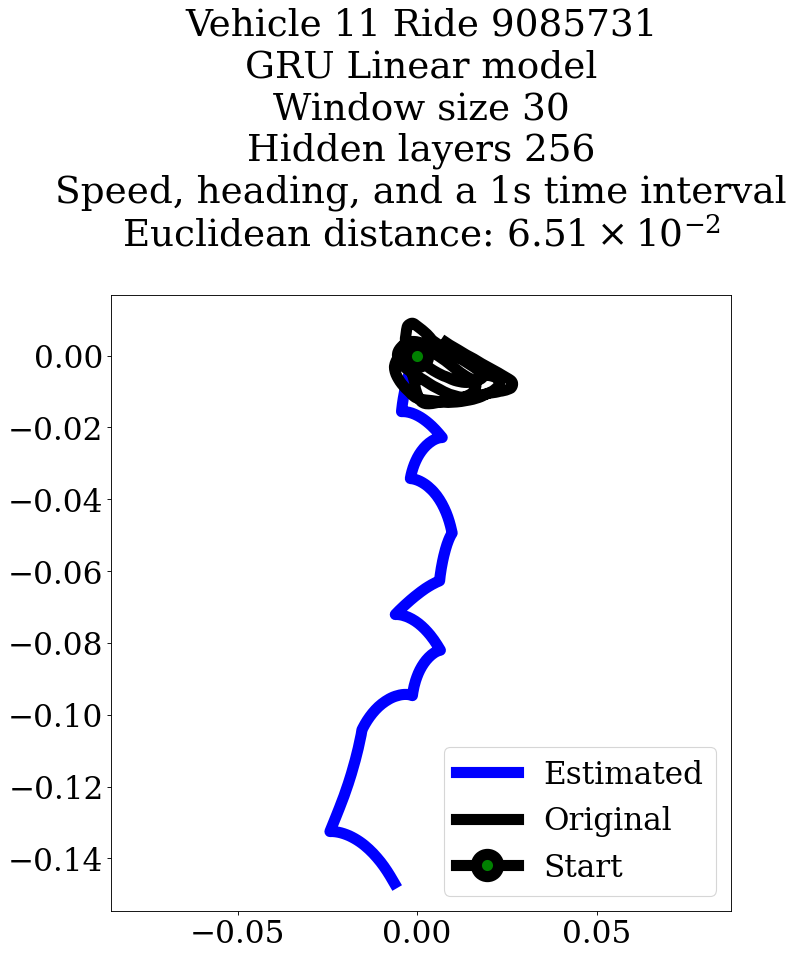 Vehicle 11 Ride 9085731
GRU Linear model
Window size 30
Hidden layers 256
Speed, heading, and a 1s time interval
Euclidean distance: 6.51 × 10⁻²
0.00
−0.02
−0.04
−0.06
−0.08
−0.10
−0.12
−0.14
Estimated
Original
Start
−0.05
0.00
0.05